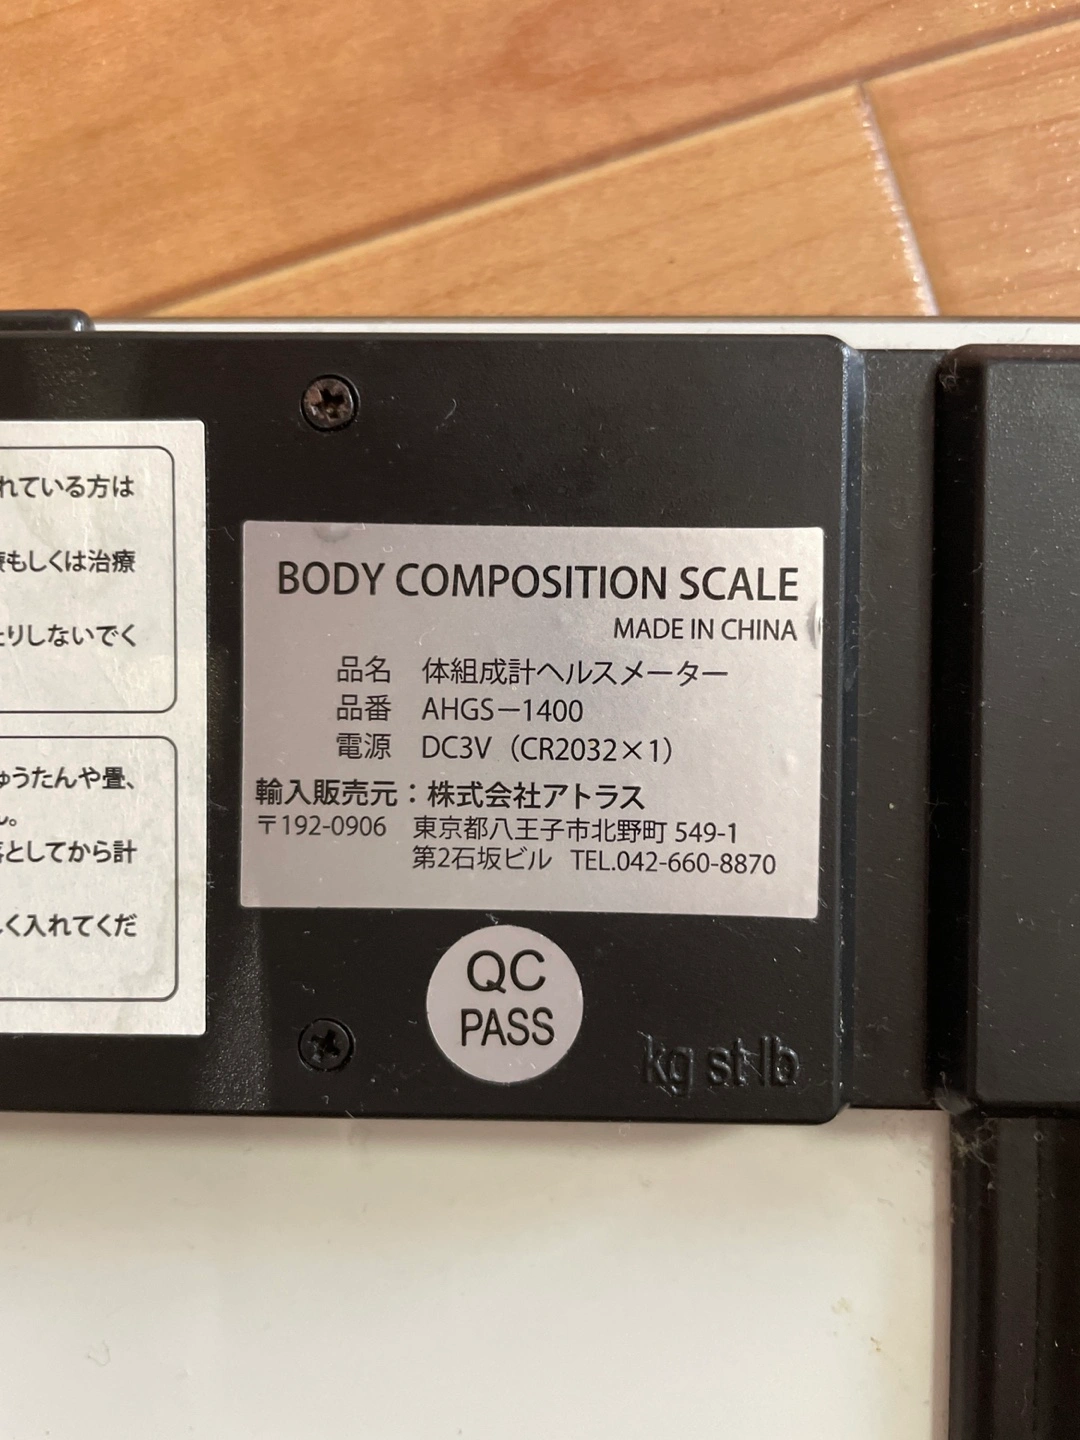 れている方は
療もしくは治療
たりしないでく
ゅうたんや畳、
ん。
落としてから計
しく入れてくだ
BODY COMPOSITION SCALE
MADE IN CHINA
品名 体組成計ヘルスメーター
品番 AHGS－1400
電源 DC3V（CR2032×1）
輸入販売元：株式会社アトラス
〒192-0906 東京都八王子市北野町 549-1
第2石坂ビル TEL.042-660-8870
QC
PASS
kg st·lb